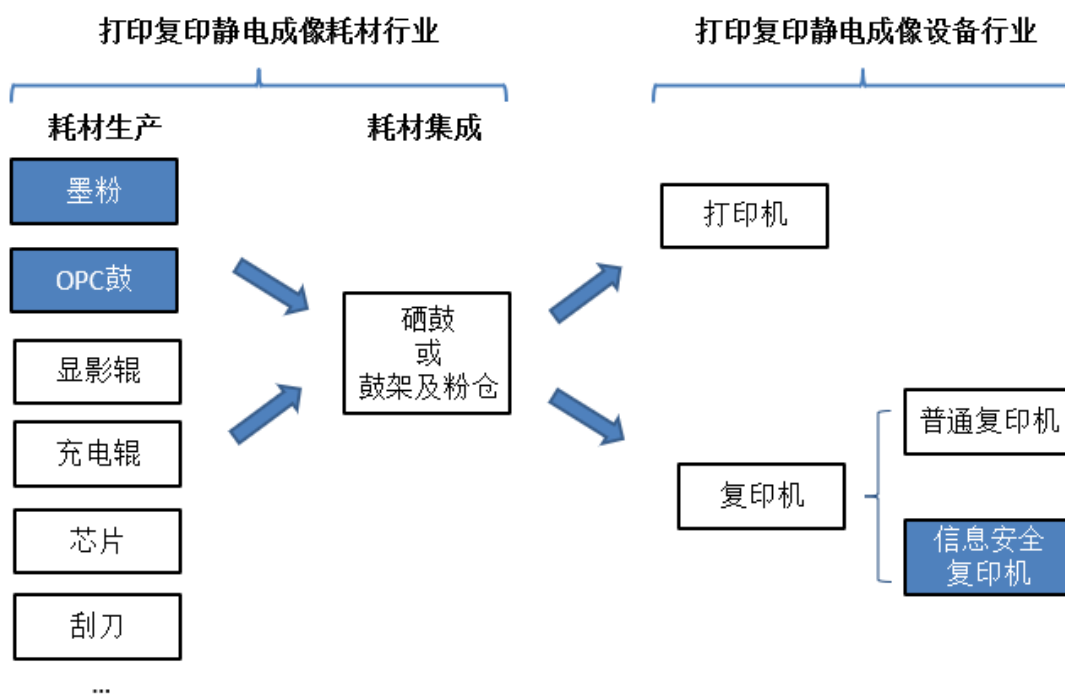 打印复印静电成像耗材行业
打印复印静电成像设备行业
耗材生产
耗材集成
墨粉
OPC鼓
显影辊
充电辊
芯片
刮刀
...
硒鼓
或
鼓架及粉仓
打印机
复印机
普通复印机
信息安全
复印机